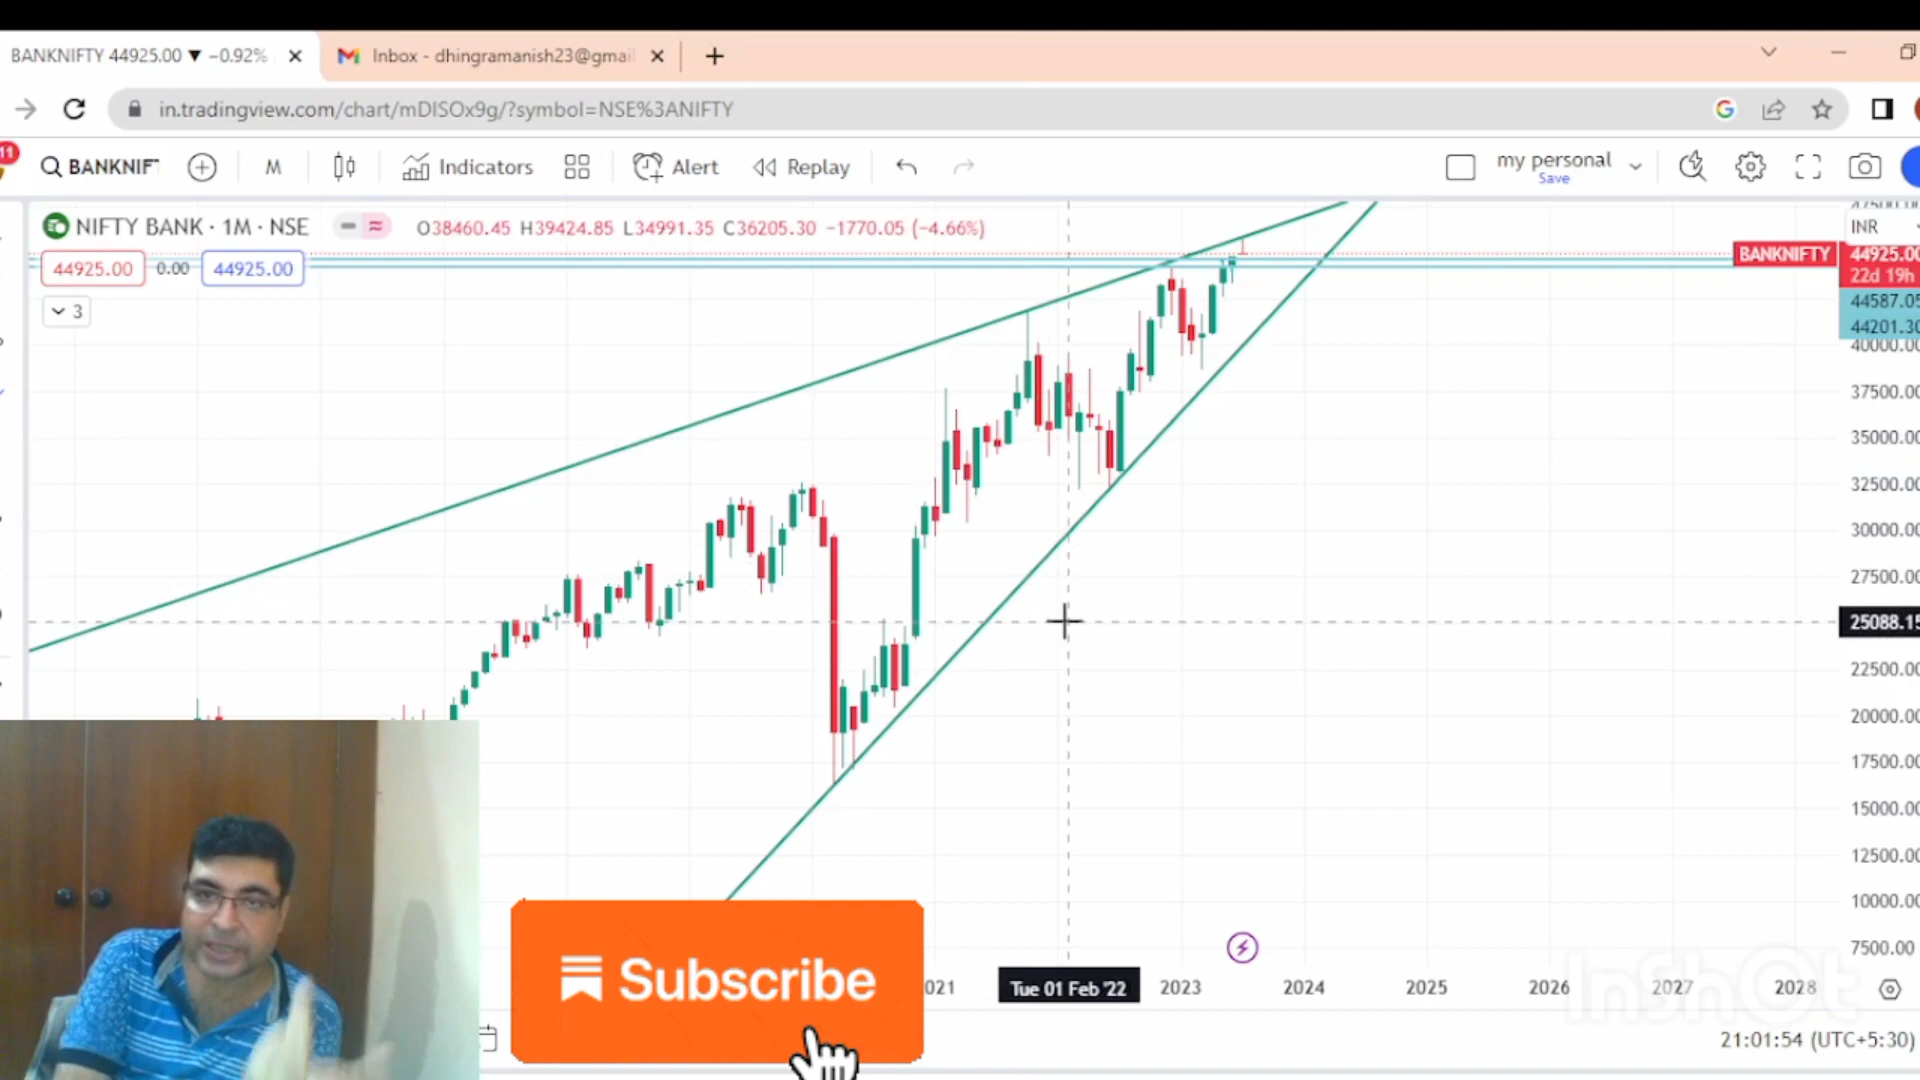 BANKNIFTY 44925.00 ▼ −0.92%
Inbox - dhingramanish23@gmai
in.tradingview.com/chart/mDISOx9g/?symbol=NSE%3ANIFTY
11
BANKNIFT
M
Indicators
Alert
Replay
my personal
Save
NIFTY BANK · 1M · NSE
O38460.45 H39424.85 L34991.35 C36205.30 −1770.05 (−4.66%)
INR
44925.00 0.00 44925.00
BANKNIFTY
44925.00
22d 19h
3
44587.05
44201.30
40000.00
37500.00
35000.00
32500.00
30000.00
27500.00
25088.15
22500.00
20000.00
17500.00
15000.00
12500.00
10000.00
7500.00
Subscribe
021
Tue 01 Feb '22
2023
2024
2025
2026
2027
2028
InShOt
21:01:54 (UTC+5:30)